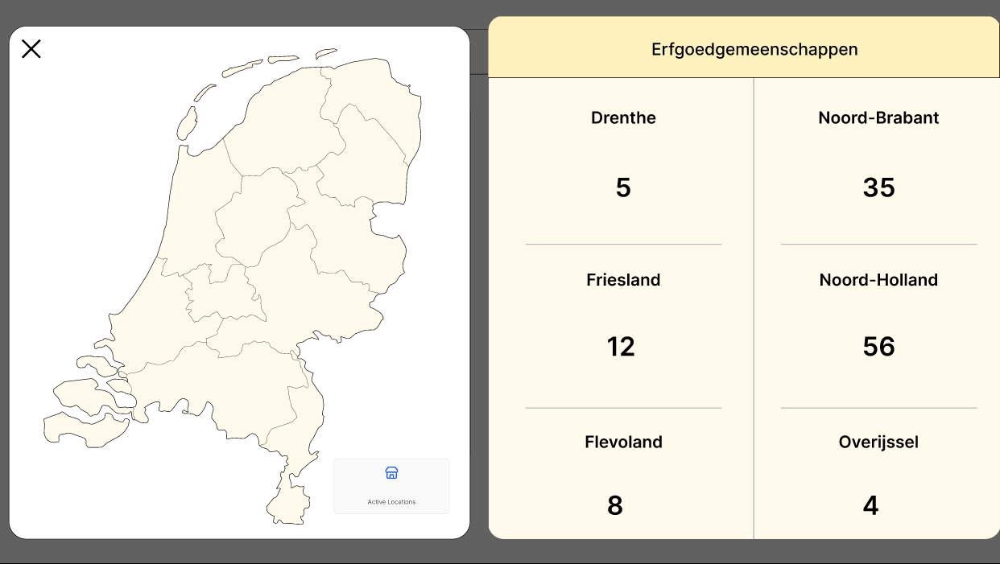 Erfgoedgemeenschappen
Drenthe
Noord-Brabant
5
35
Friesland
Noord-Holland
12
56
Flevoland
Overijssel
8
4
Active Locations